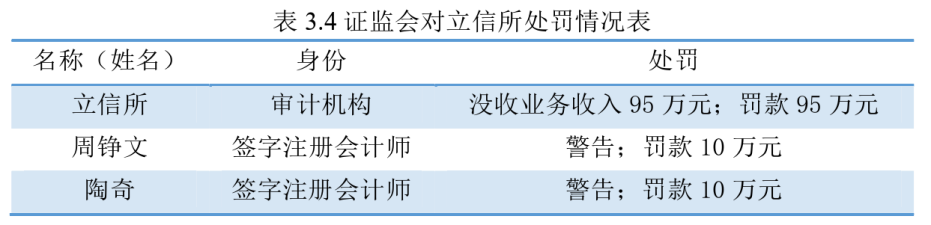 表 3.4 证监会对立信所处罚情况表
名称（姓名） 身份 处罚
立信所 审计机构 没收业务收入 95 万元；罚款 95 万元
周铮文 签字注册会计师 警告；罚款 10 万元
陶奇 签字注册会计师 警告；罚款 10 万元